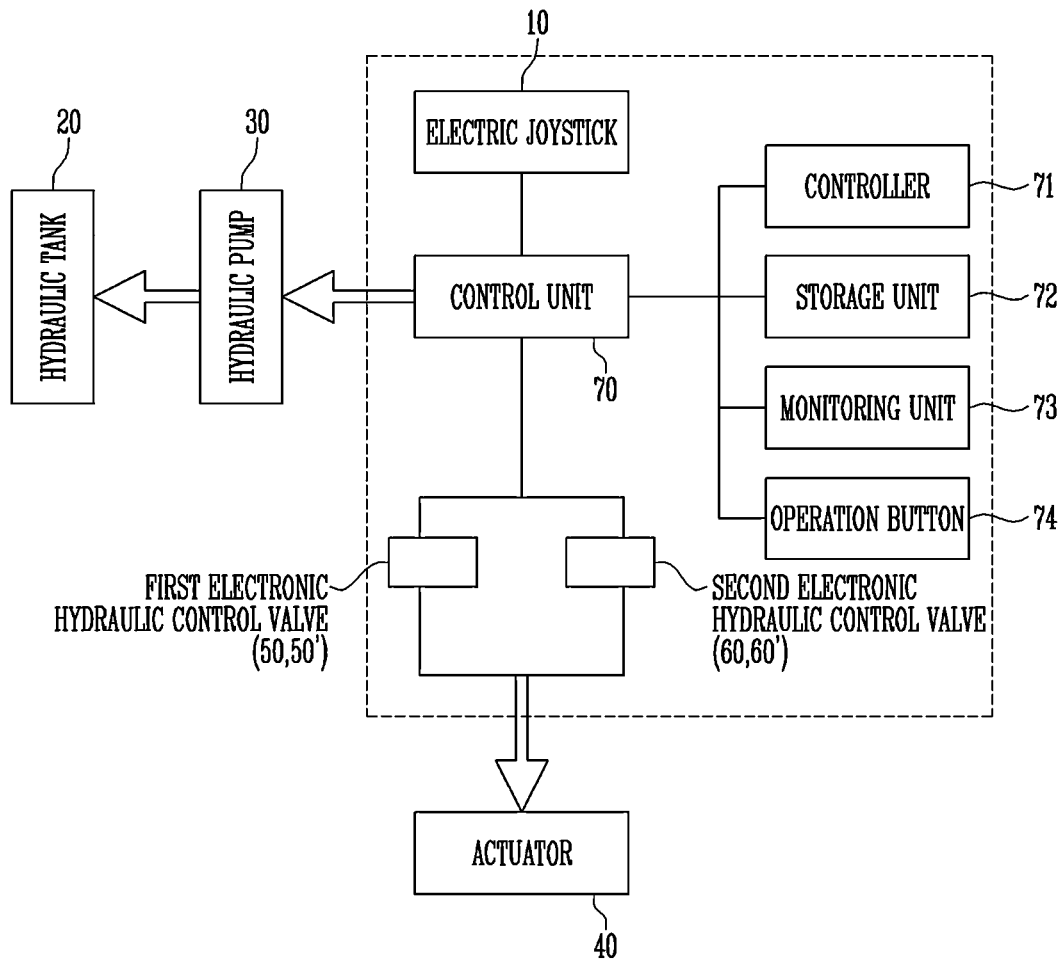 10
20
30
ELECTRIC JOYSTICK
HYDRAULIC TANK
HYDRAULIC PUMP
CONTROLLER
71
CONTROL UNIT
STORAGE UNIT
72
70
MONITORING UNIT
73
OPERATION BUTTON
74
FIRST ELECTRONIC
HYDRAULIC CONTROL VALVE
(50,50')
SECOND ELECTRONIC
HYDRAULIC CONTROL VALVE
(60,60')
ACTUATOR
40